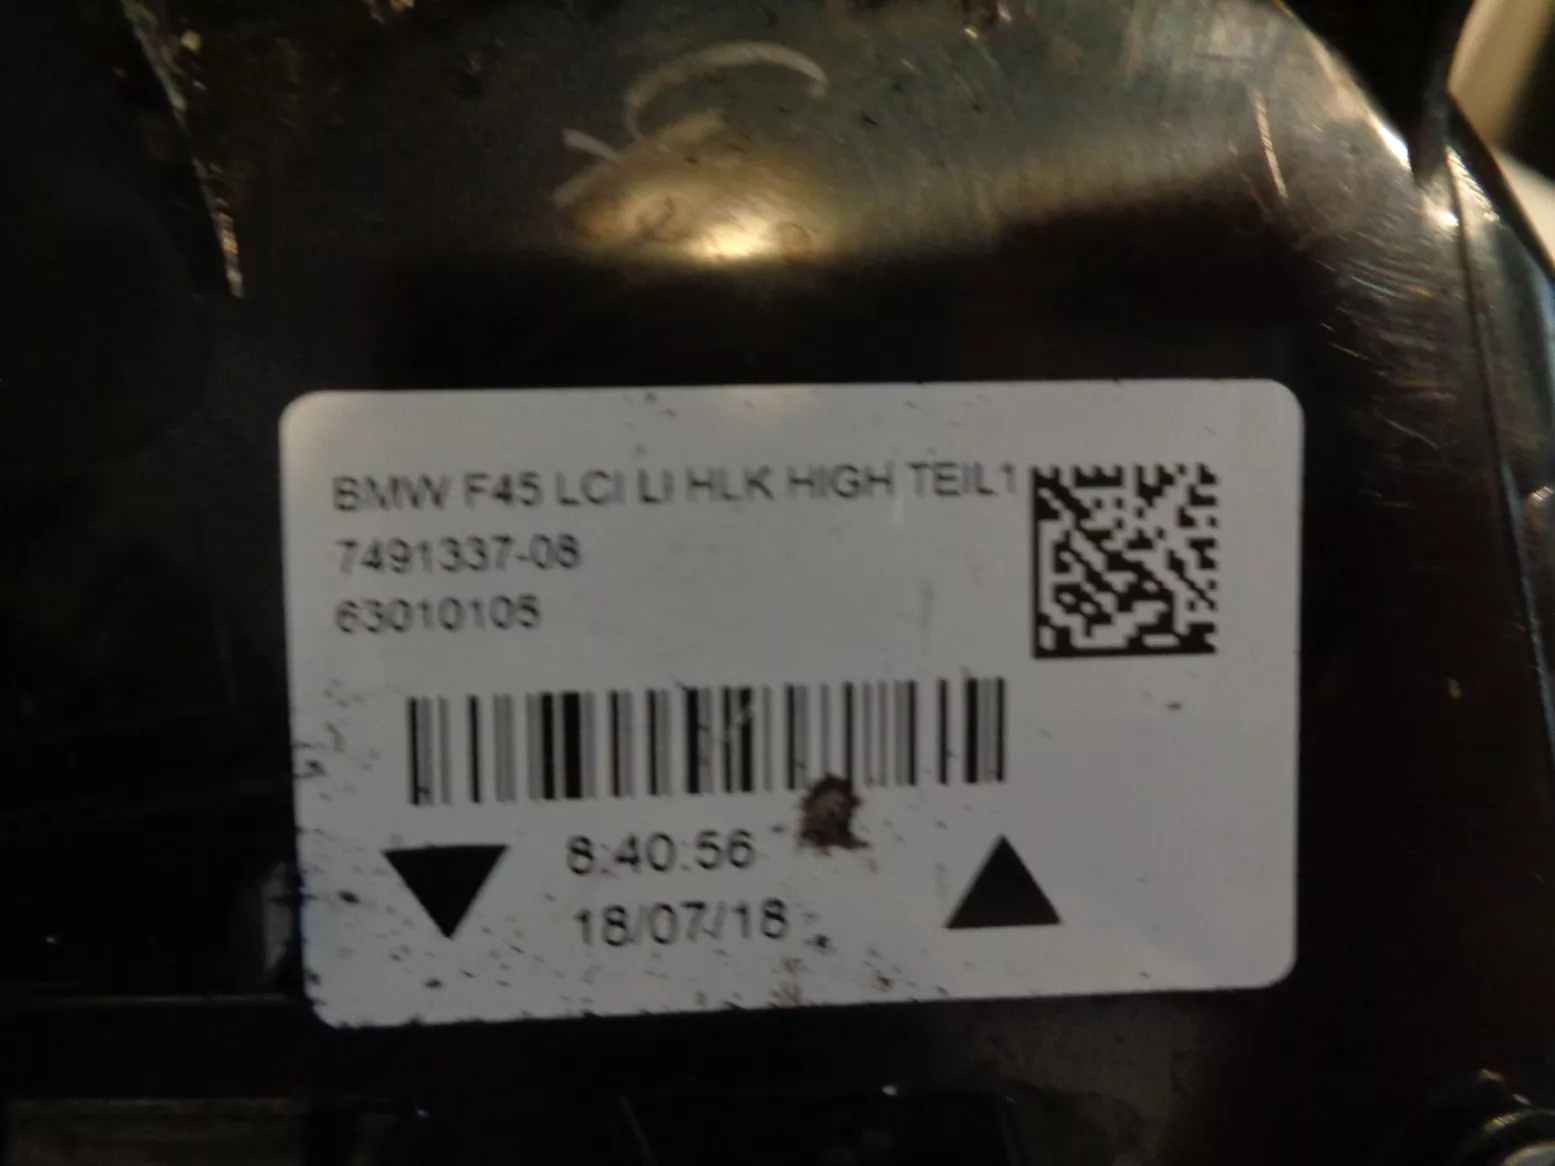 BMW F45 LCI LI HLK HIGH TEIL1
7491337-08
63010105
8:40:56
18/07/18